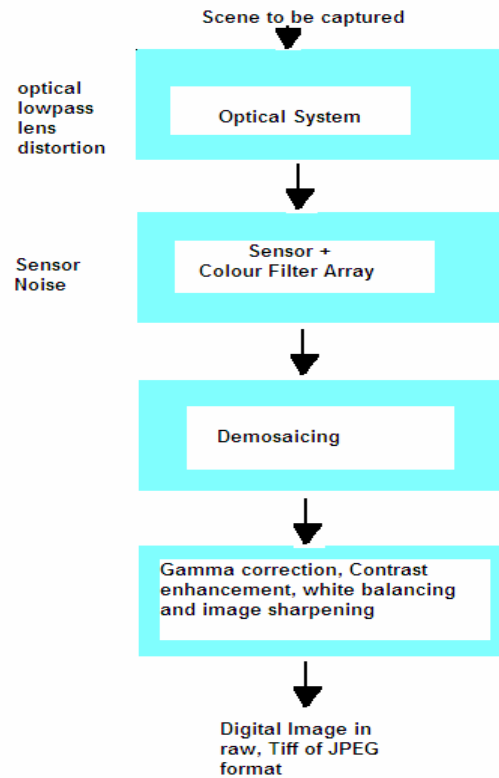 Scene to be captured
optical
lowpass
lens
distortion
Optical System
Sensor
Noise
Sensor +
Colour Filter Array
Demosaicing
Gamma correction, Contrast
enhancement, white balancing
and image sharpening
Digital Image in
raw, Tiff of JPEG
format